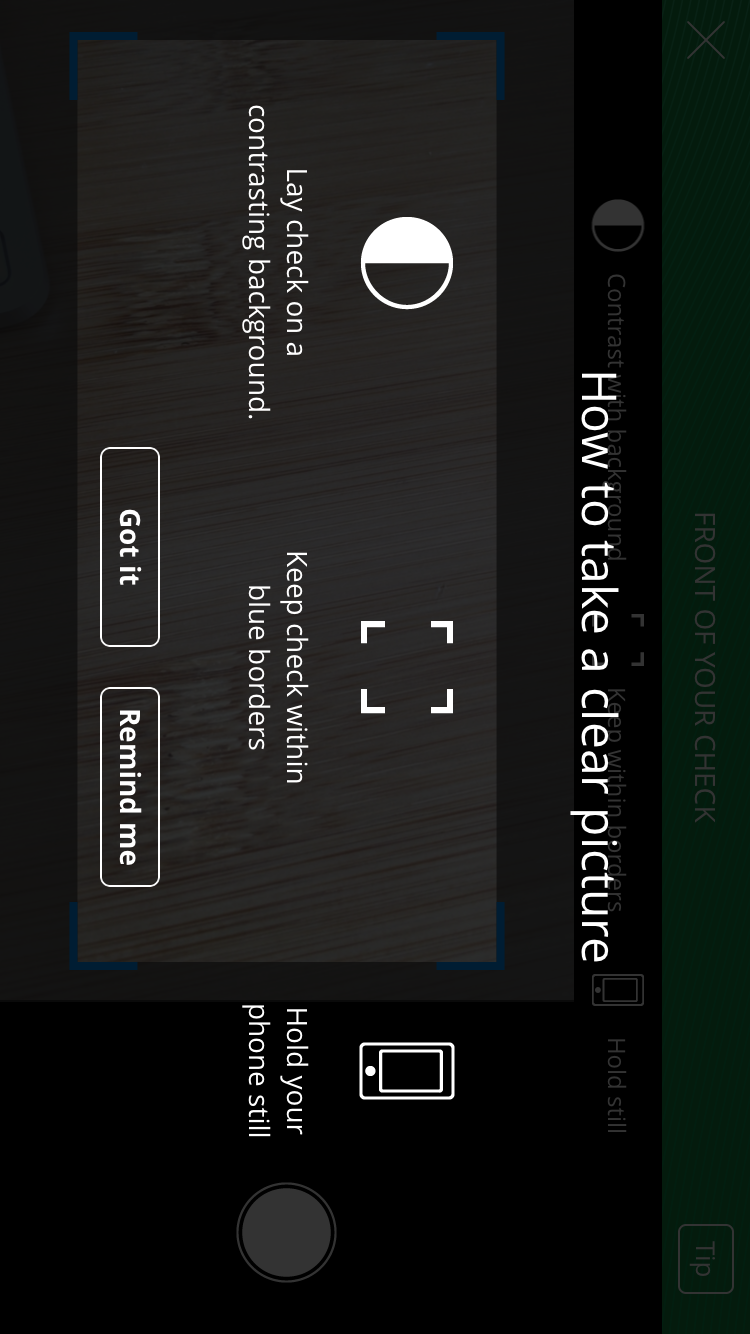 FRONT OF YOUR CHECK
Tip
Contrast with background
Keep within borders
Hold still
How to take a clear picture
Lay check on a
contrasting background.
Keep check within
blue borders
Hold your
phone still
Got it
Remind me